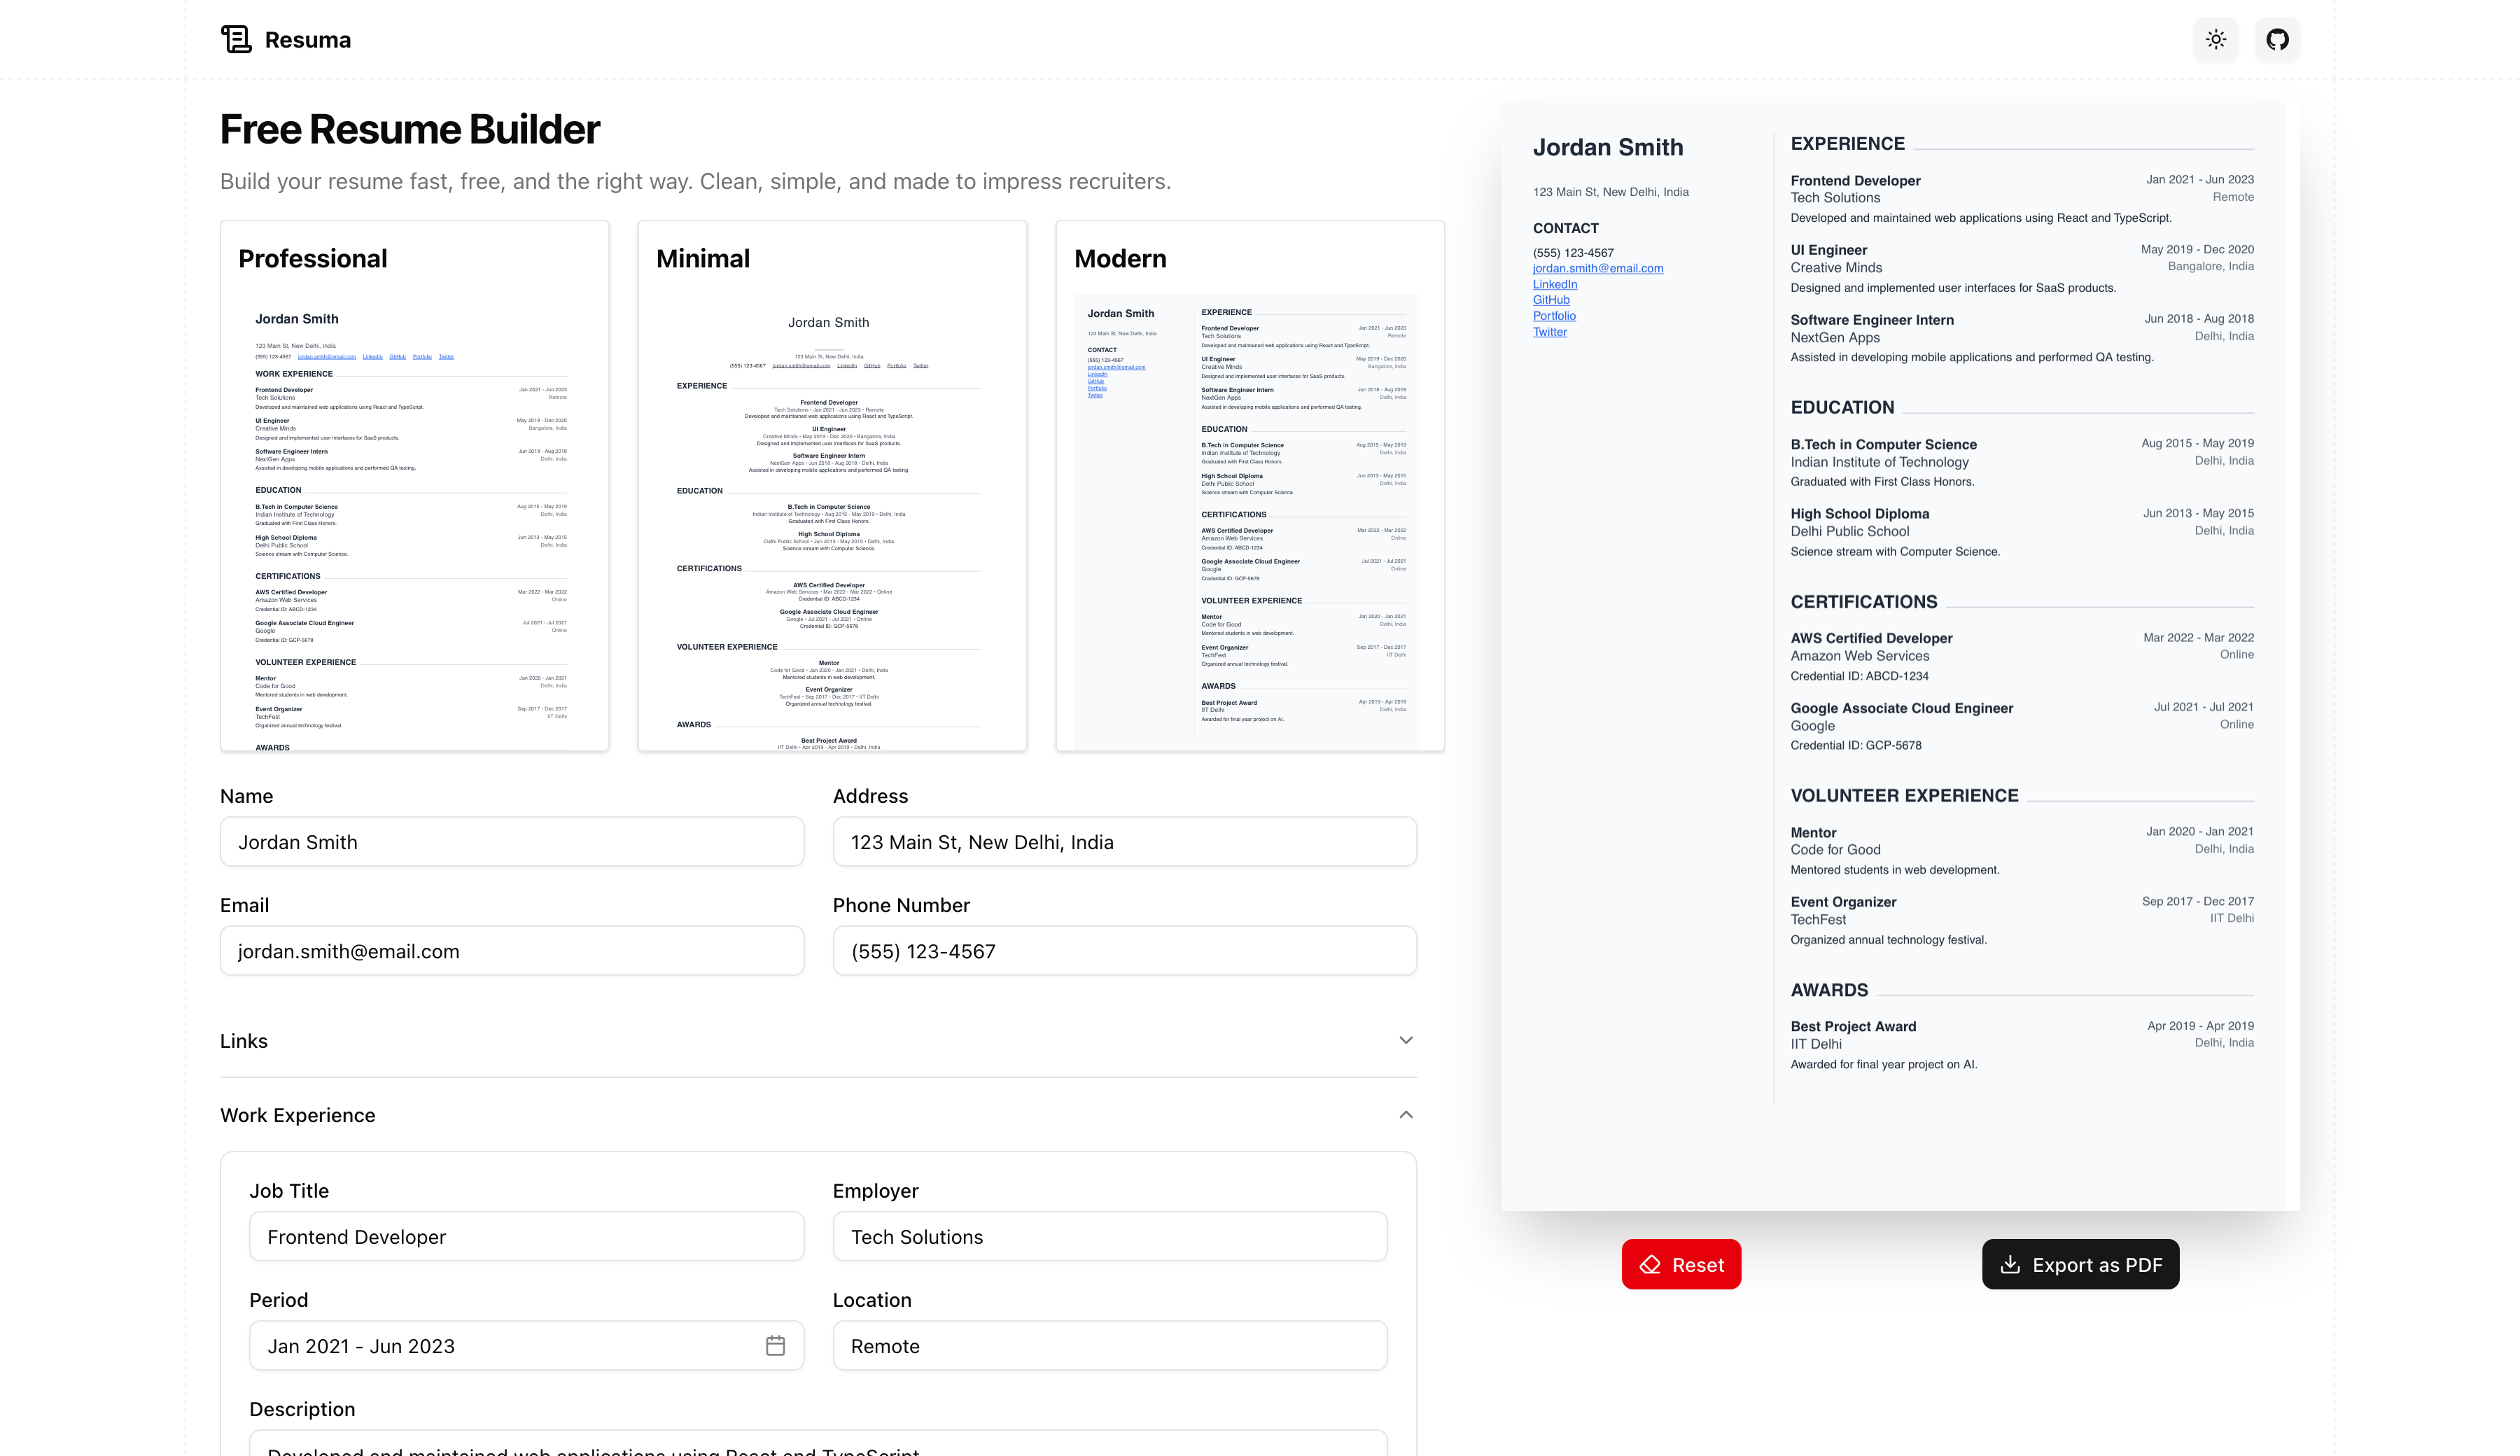 Resuma
Free Resume Builder
Build your resume fast, free, and the right way. Clean, simple, and made to impress recruiters.
Professional
Jordan Smith
123 Main St, New Delhi, India
(555) 123-4567 jordan.smith@email.com LinkedIn GitHub Portfolio Twitter
WORK EXPERIENCE
Frontend Developer Jan 2021 - Jun 2023
Tech Solutions Remote
Developed and maintained web applications using React and TypeScript.
UI Engineer May 2019 - Dec 2020
Creative Minds Bangalore, India
Designed and implemented user interfaces for SaaS products.
Software Engineer Intern Jun 2018 - Aug 2018
NextGen Apps Delhi, India
Assisted in developing mobile applications and performed QA testing.
EDUCATION
B.Tech in Computer Science Aug 2015 - May 2019
Indian Institute of Technology Delhi, India
Graduated with First Class Honors.
High School Diploma Jun 2013 - May 2015
Delhi Public School Delhi, India
Science stream with Computer Science.
CERTIFICATIONS
AWS Certified Developer Mar 2022 - Mar 2022
Amazon Web Services Online
Credential ID: ABCD-1234
Google Associate Cloud Engineer Jul 2021 - Jul 2021
Google Online
Credential ID: GCP-5678
VOLUNTEER EXPERIENCE
Mentor Jan 2020 - Jan 2021
Code for Good Delhi, India
Mentored students in web development.
Event Organizer Sep 2017 - Dec 2017
TechFest IIT Delhi
Organized annual technology festival.
AWARDS
Minimal
Jordan Smith
123 Main St, New Delhi, India
(555) 123-4567 jordan.smith@email.com LinkedIn GitHub Portfolio Twitter
EXPERIENCE
Frontend Developer
Tech Solutions • Jan 2021 - Jun 2023 • Remote
Developed and maintained web applications using React and TypeScript.
UI Engineer
Creative Minds • May 2019 - Dec 2020 • Bangalore, India
Designed and implemented user interfaces for SaaS products.
Software Engineer Intern
NextGen Apps • Jun 2018 - Aug 2018 • Delhi, India
Assisted in developing mobile applications and performed QA testing.
EDUCATION
B.Tech in Computer Science
Indian Institute of Technology • Aug 2015 - May 2019 • Delhi, India
Graduated with First Class Honors.
High School Diploma
Delhi Public School • Jun 2013 - May 2015 • Delhi, India
Science stream with Computer Science.
CERTIFICATIONS
AWS Certified Developer
Amazon Web Services • Mar 2022 - Mar 2022 • Online
Credential ID: ABCD-1234
Google Associate Cloud Engineer
Google • Jul 2021 - Jul 2021 • Online
Credential ID: GCP-5678
VOLUNTEER EXPERIENCE
Mentor
Code for Good • Jan 2020 - Jan 2021 • Delhi, India
Mentored students in web development.
Event Organizer
TechFest • Sep 2017 - Dec 2017 • IIT Delhi
Organized annual technology festival.
AWARDS
Best Project Award
IIT Delhi • Apr 2019 - Apr 2019 • Delhi, India
Modern
Jordan Smith
123 Main St, New Delhi, India
CONTACT
(555) 123-4567
jordan.smith@email.com
LinkedIn
GitHub
Portfolio
Twitter
EXPERIENCE
Frontend Developer Jan 2021 - Jun 2023
Tech Solutions Remote
Developed and maintained web applications using React and TypeScript.
UI Engineer May 2019 - Dec 2020
Creative Minds Bangalore, India
Designed and implemented user interfaces for SaaS products.
Software Engineer Intern Jun 2018 - Aug 2018
NextGen Apps Delhi, India
Assisted in developing mobile applications and performed QA testing.
EDUCATION
B.Tech in Computer Science Aug 2015 - May 2019
Indian Institute of Technology Delhi, India
Graduated with First Class Honors.
High School Diploma Jun 2013 - May 2015
Delhi Public School Delhi, India
Science stream with Computer Science.
CERTIFICATIONS
AWS Certified Developer Mar 2022 - Mar 2022
Amazon Web Services Online
Credential ID: ABCD-1234
Google Associate Cloud Engineer Jul 2021 - Jul 2021
Google Online
Credential ID: GCP-5678
VOLUNTEER EXPERIENCE
Mentor Jan 2020 - Jan 2021
Code for Good Delhi, India
Mentored students in web development.
Event Organizer Sep 2017 - Dec 2017
TechFest IIT Delhi
Organized annual technology festival.
AWARDS
Best Project Award Apr 2019 - Apr 2019
IIT Delhi Delhi, India
Awarded for final year project on AI.
Name
Jordan Smith
Address
123 Main St, New Delhi, India
Email
jordan.smith@email.com
Phone Number
(555) 123-4567
Links
Work Experience
Job Title
Frontend Developer
Employer
Tech Solutions
Period
Jan 2021 - Jun 2023
Location
Remote
Description
Developed and maintained web applications using React and TypeScript.
Jordan Smith
123 Main St, New Delhi, India
CONTACT
(555) 123-4567
jordan.smith@email.com
LinkedIn
GitHub
Portfolio
Twitter
EXPERIENCE
Frontend Developer Jan 2021 - Jun 2023
Tech Solutions Remote
Developed and maintained web applications using React and TypeScript.
UI Engineer May 2019 - Dec 2020
Creative Minds Bangalore, India
Designed and implemented user interfaces for SaaS products.
Software Engineer Intern Jun 2018 - Aug 2018
NextGen Apps Delhi, India
Assisted in developing mobile applications and performed QA testing.
EDUCATION
B.Tech in Computer Science Aug 2015 - May 2019
Indian Institute of Technology Delhi, India
Graduated with First Class Honors.
High School Diploma Jun 2013 - May 2015
Delhi Public School Delhi, India
Science stream with Computer Science.
CERTIFICATIONS
AWS Certified Developer Mar 2022 - Mar 2022
Amazon Web Services Online
Credential ID: ABCD-1234
Google Associate Cloud Engineer Jul 2021 - Jul 2021
Google Online
Credential ID: GCP-5678
VOLUNTEER EXPERIENCE
Mentor Jan 2020 - Jan 2021
Code for Good Delhi, India
Mentored students in web development.
Event Organizer Sep 2017 - Dec 2017
TechFest IIT Delhi
Organized annual technology festival.
AWARDS
Best Project Award Apr 2019 - Apr 2019
IIT Delhi Delhi, India
Awarded for final year project on AI.
Reset
Export as PDF